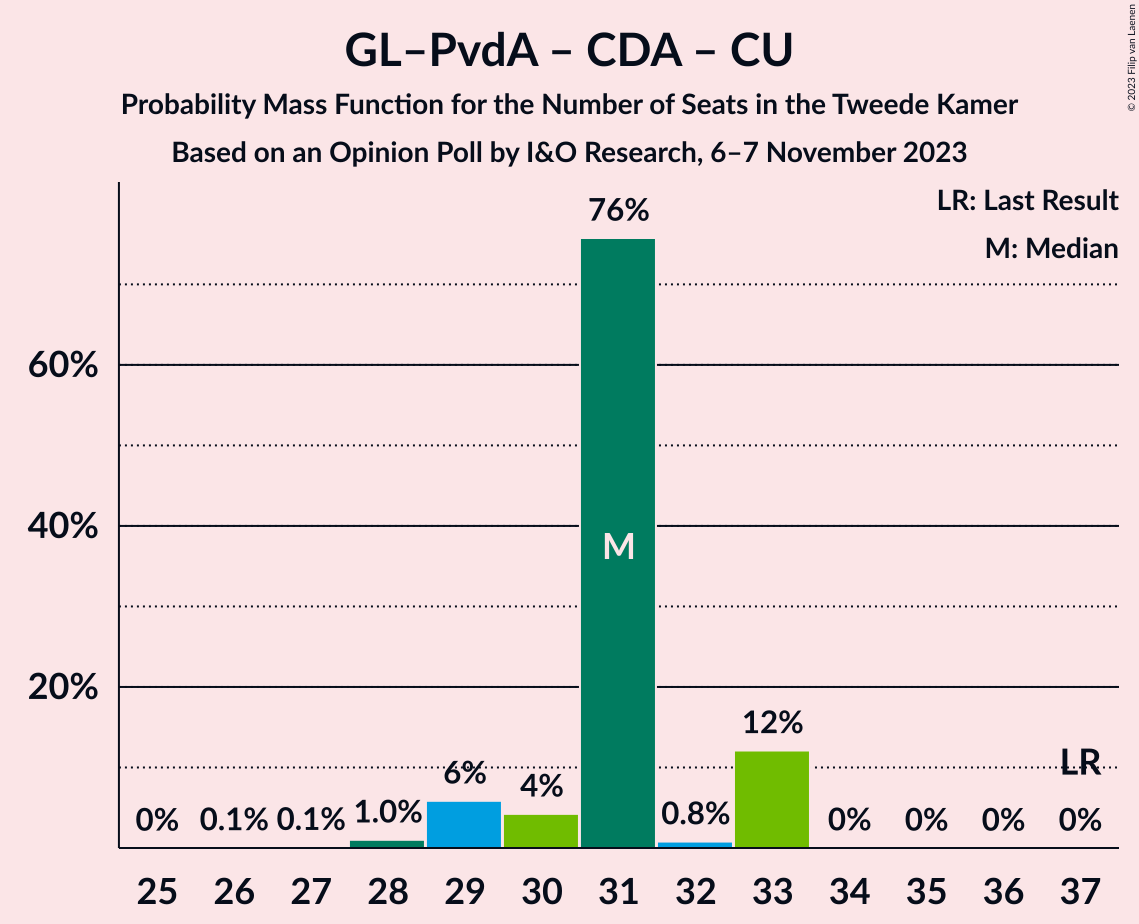 GL–PvdA – CDA – CU
Probability Mass Function for the Number of Seats in the Tweede Kamer
Based on an Opinion Poll by I&O Research, 6–7 November 2023
© 2023 Filip van Laenen
LR: Last Result
M: Median
76%
60%
40%
M
20%
12%
LR
6%
4%
0% 0.1% 0.1% 1.0% 0.8% 0% 0% 0% 0%
25 26 27 28 29 30 31 32 33 34 35 36 37